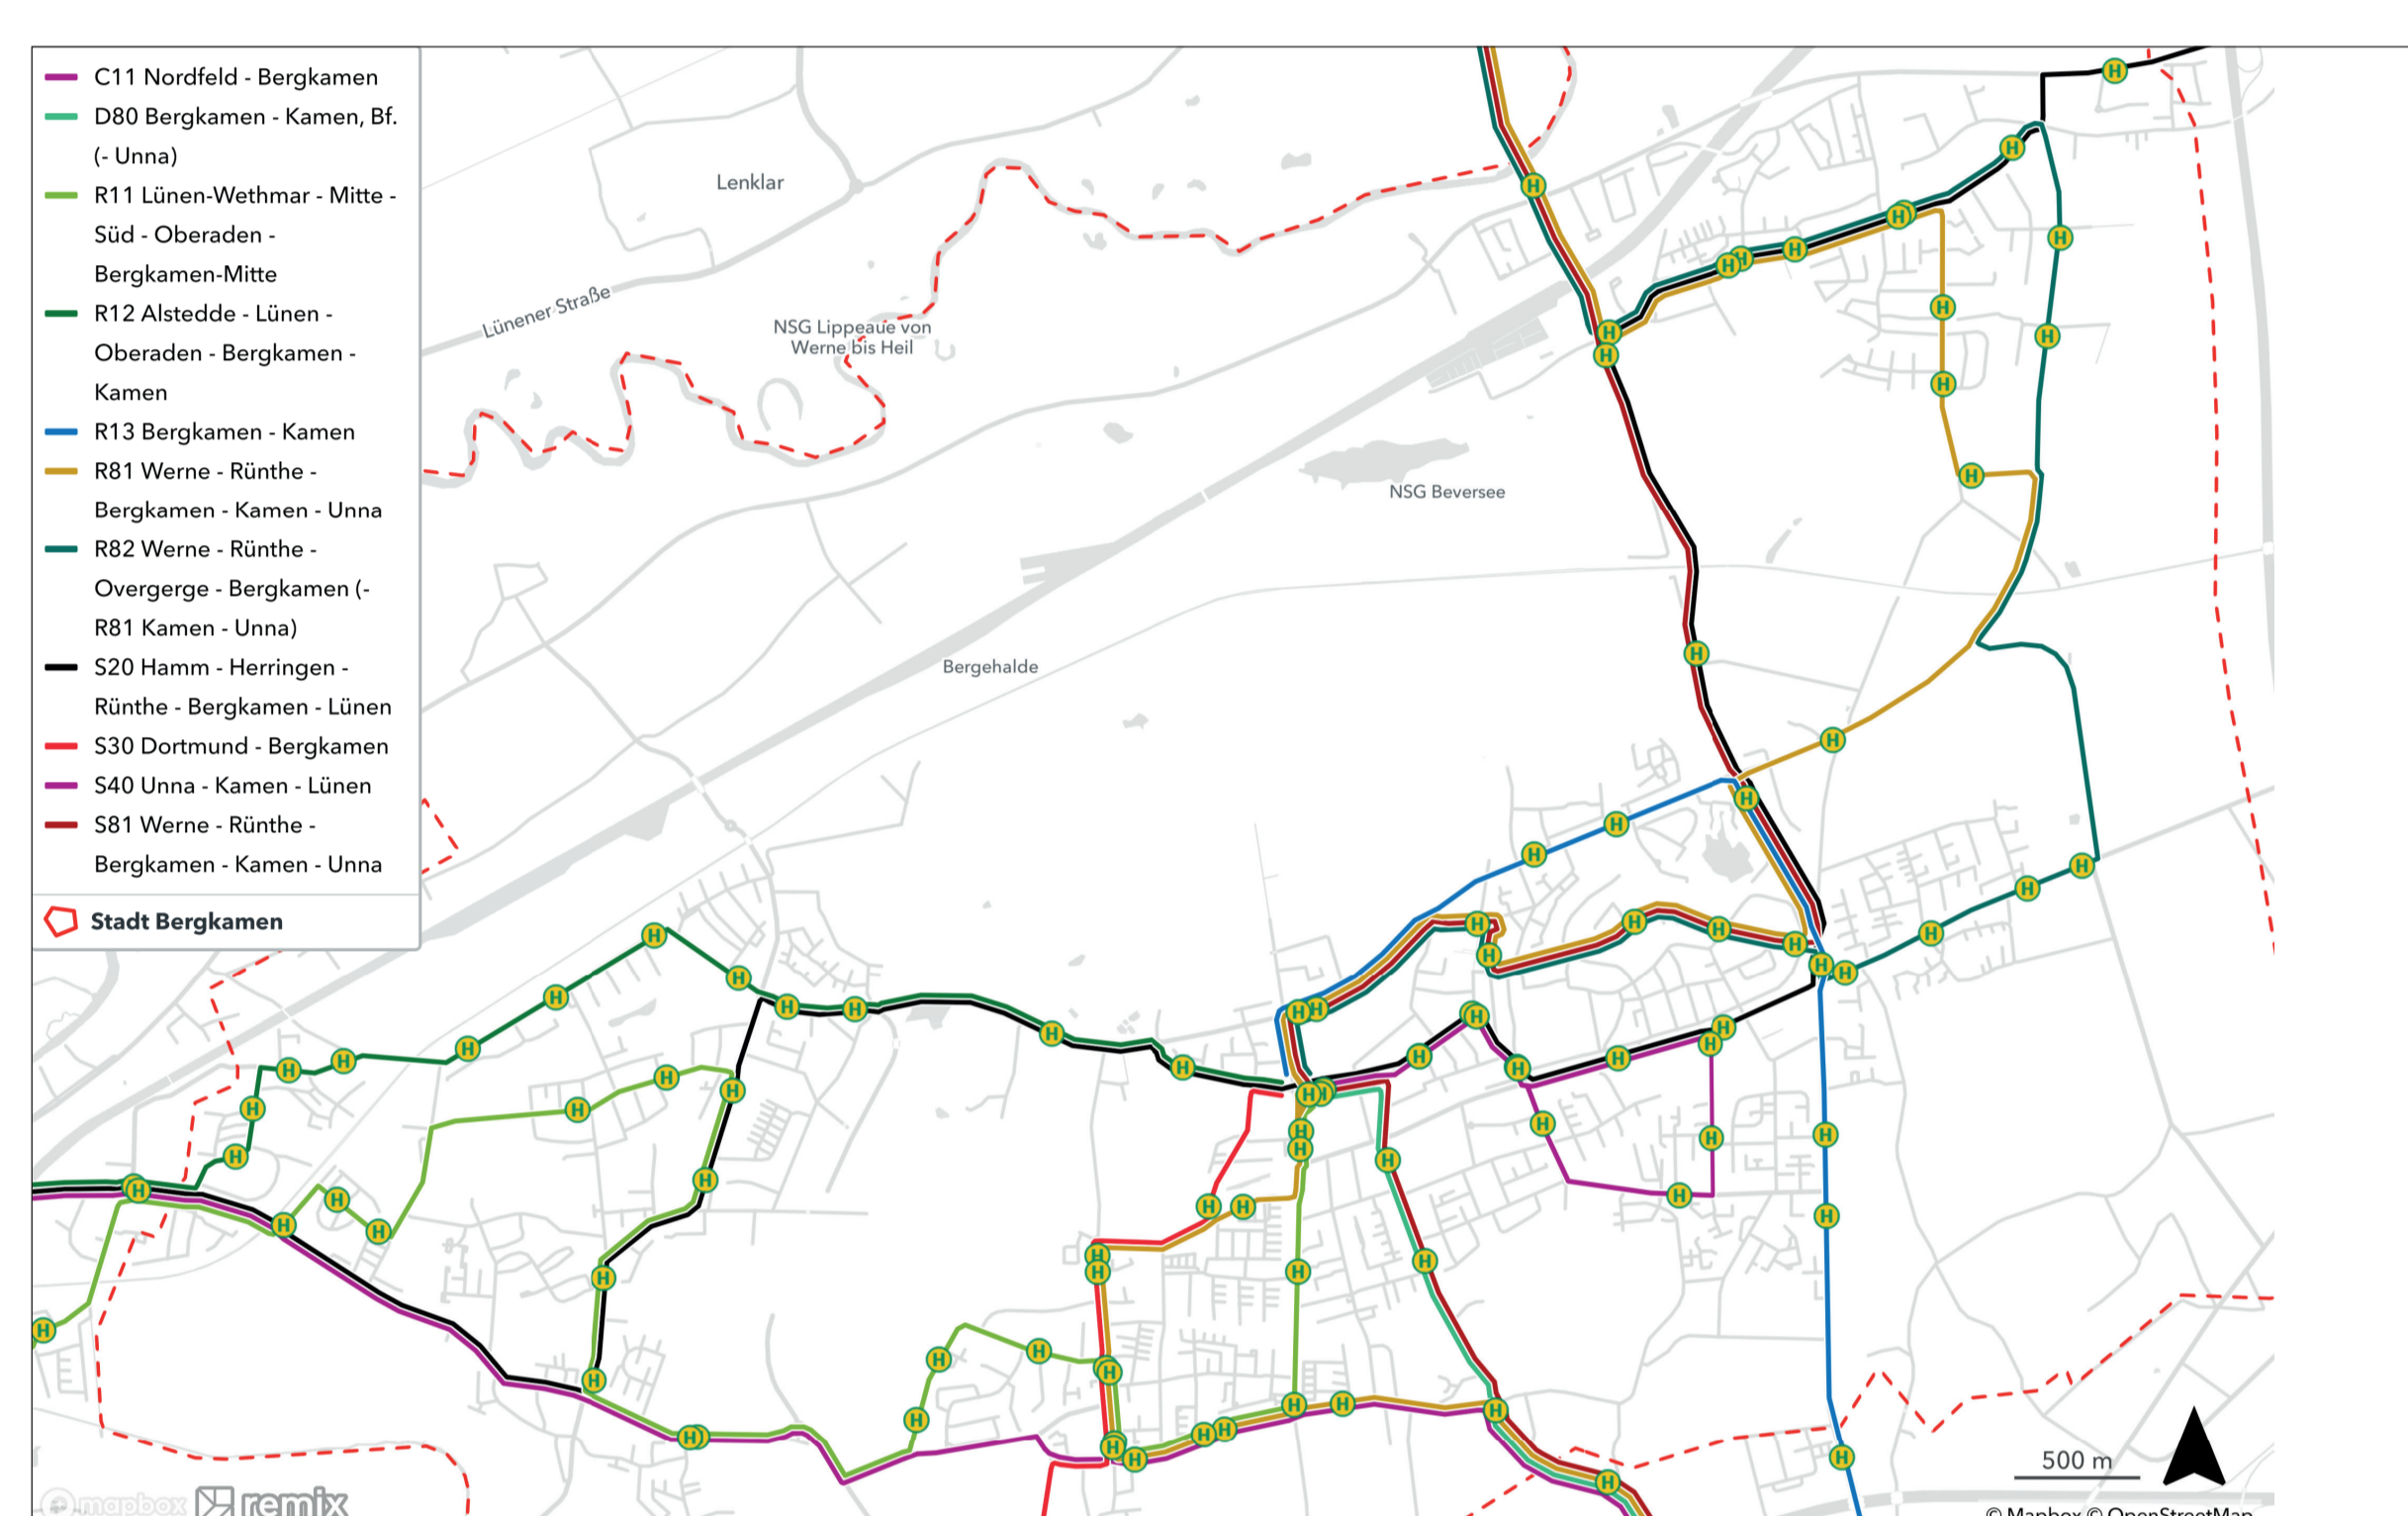 C11 Nordfeld - Bergkamen
D80 Bergkamen - Kamen, Bf.
(- Unna)
R11 Lünen-Wethmar - Mitte -
Süd - Oberaden -
Bergkamen-Mitte
R12 Alstedde - Lünen -
Oberaden - Bergkamen -
Kamen
R13 Bergkamen - Kamen
R81 Werne - Rünthe -
Bergkamen - Kamen - Unna
R82 Werne - Rünthe -
Overgerge - Bergkamen (-
R81 Kamen - Unna)
S20 Hamm - Herringen -
Rünthe - Bergkamen - Lünen
S30 Dortmund - Bergkamen
S40 Unna - Kamen - Lünen
S81 Werne - Rünthe -
Bergkamen - Kamen - Unna
Stadt Bergkamen
Lenklar
Lünener Straße
NSG Lippeaue von
Werne bis Heil
NSG Beversee
Bergehalde
500 m
mapbox remix
© Mapbox © OpenStreetMap